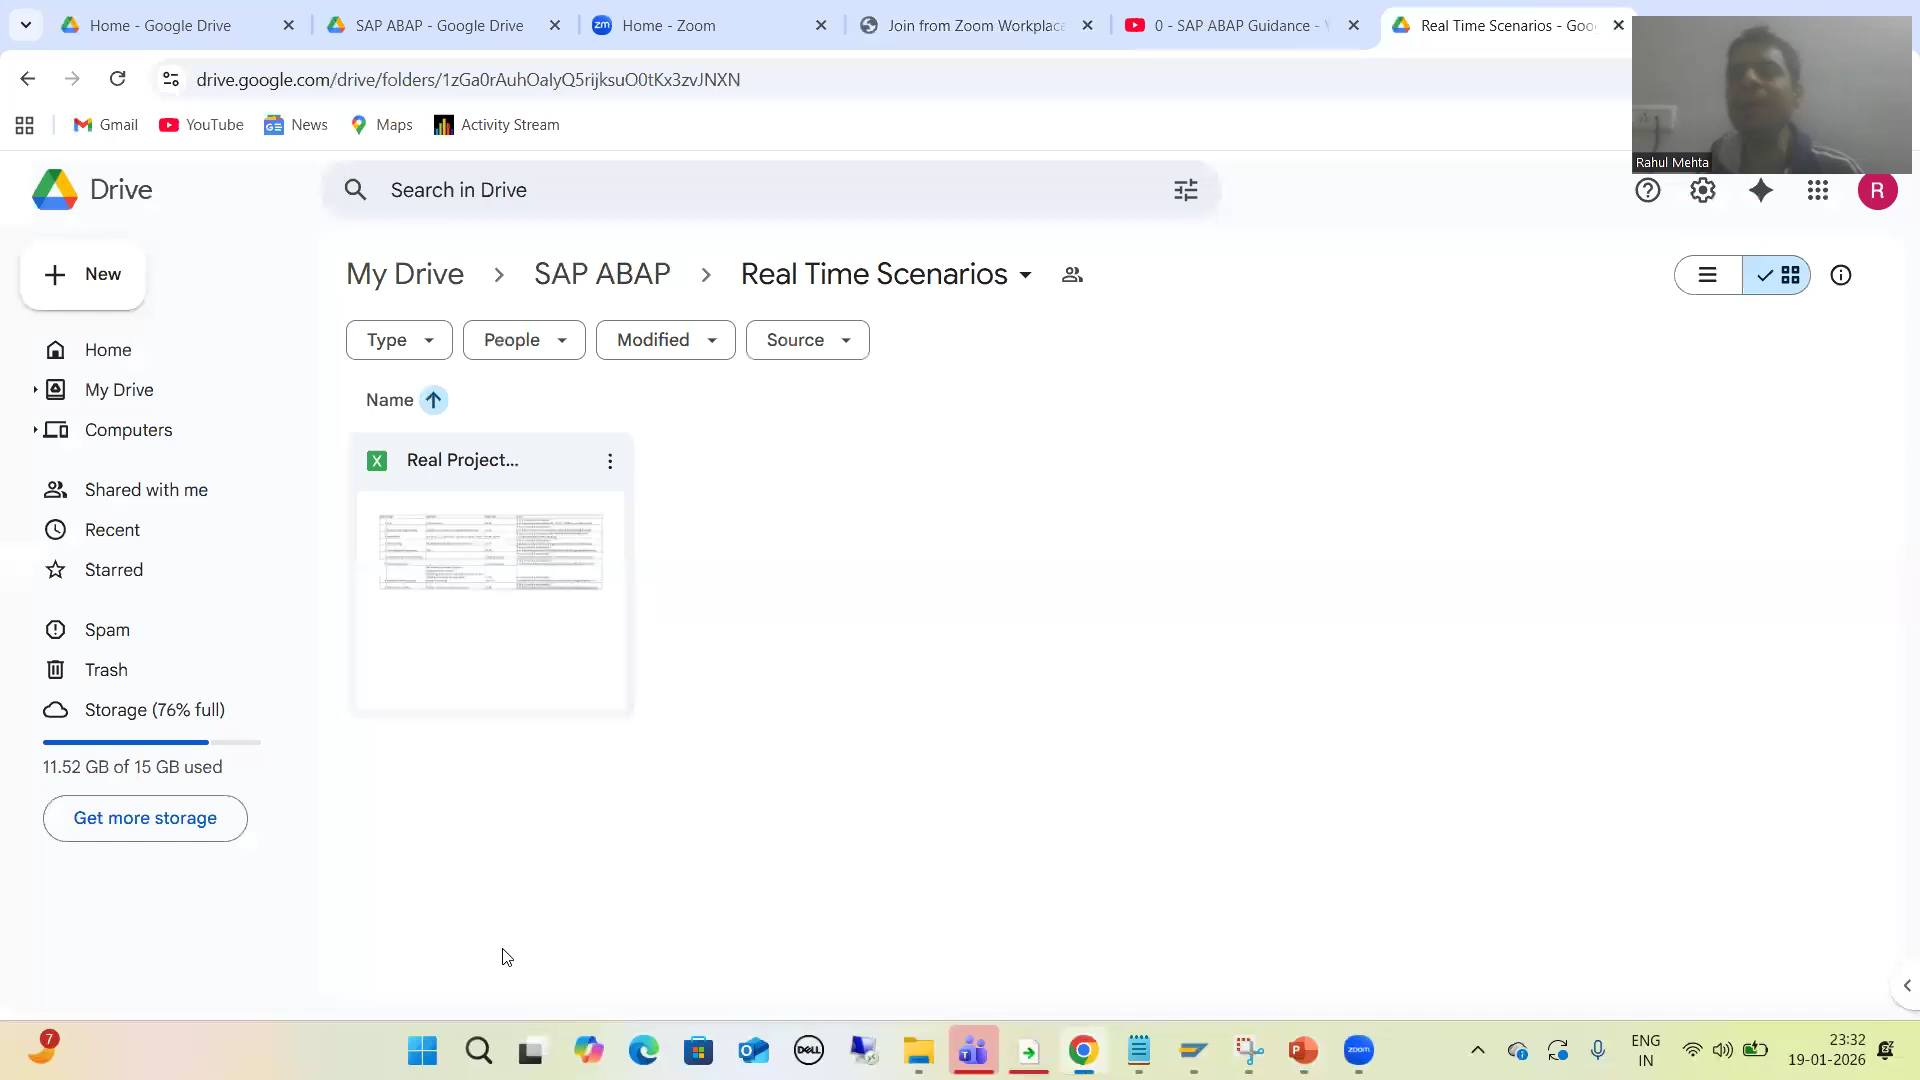 Home - Google Drive
SAP ABAP - Google Drive
zm Home - Zoom
Join from Zoom Workplace
0 - SAP ABAP Guidance -
Real Time Scenarios - Goo
drive.google.com/drive/folders/1zGa0rAuhOalyQ5rijksuO0tKx3zvJNXN
Gmail
YouTube
News
Maps
Activity Stream
Rahul Mehta
Drive
Search in Drive
R
New
My Drive > SAP ABAP > Real Time Scenarios
Type
People
Modified
Source
Name
Real Project...
Home
My Drive
Computers
Shared with me
Recent
Starred
Spam
Trash
Storage (76% full)
11.52 GB of 15 GB used
Get more storage
7
DELL
zoom
ENG
IN
23:32
19-01-2026